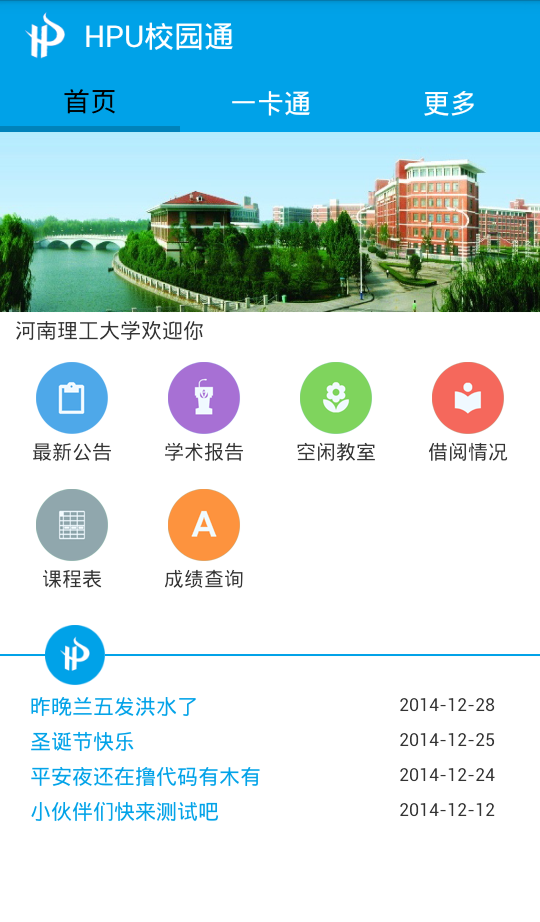 HPU校园通
首页 一卡通 更多
河南理工大学欢迎你
最新公告 学术报告 空闲教室 借阅情况
课程表 成绩查询
昨晚兰五发洪水了 2014-12-28
圣诞节快乐 2014-12-25
平安夜还在撸代码有木有 2014-12-24
小伙伴们快来测试吧 2014-12-12